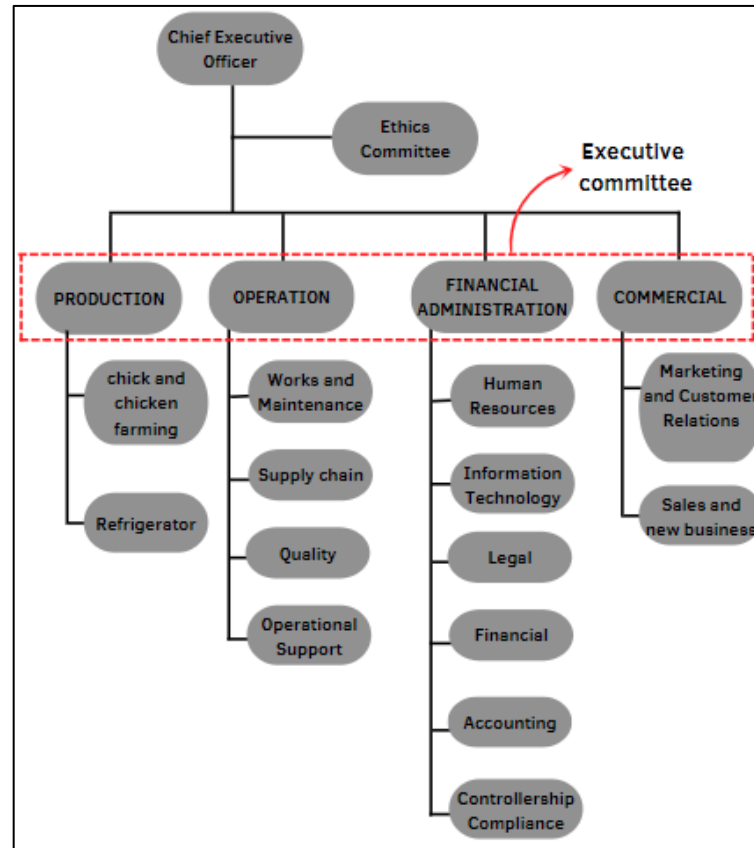 Chief Executive
Officer
Ethics
Committee
Executive
committee
PRODUCTION
OPERATION
FINANCIAL
ADMINISTRATION
COMMERCIAL
chick and
chicken
farming
Refrigerator
Works and
Maintenance
Supply chain
Quality
Operational
Support
Human
Resources
Information
Technology
Legal
Financial
Accounting
Controllership
Compliance
Marketing
and Customer
Relations
Sales and
new business